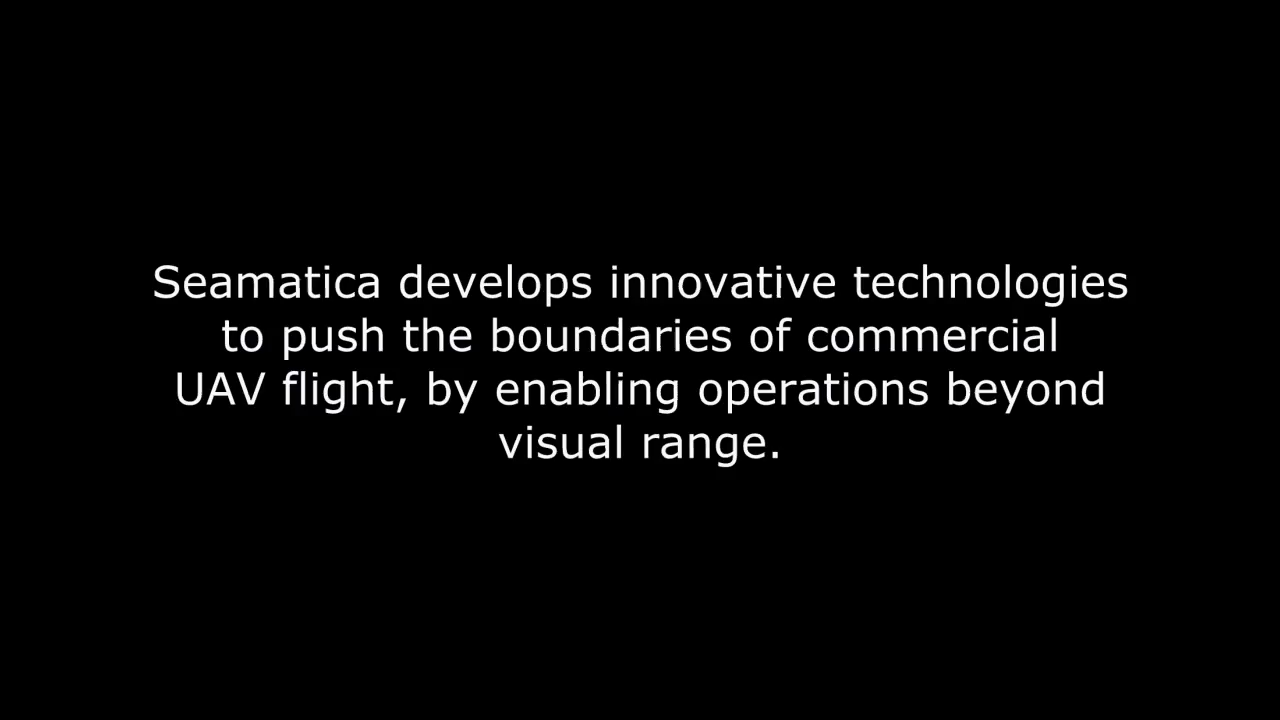 Seamatica develops innovative technologies
to push the boundaries of commercial
UAV flight, by enabling operations beyond
visual range.